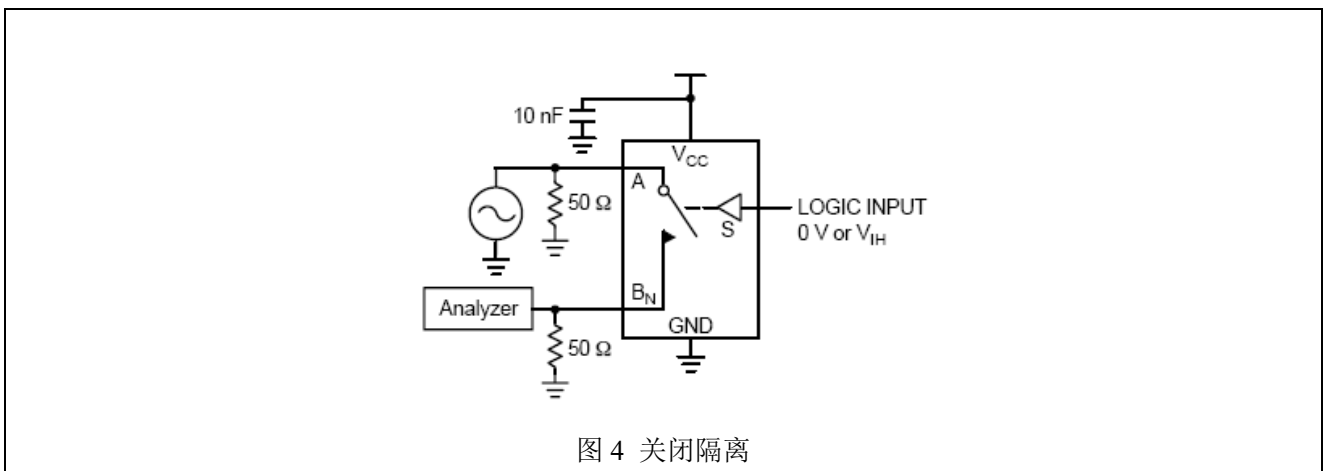 10 nF
V_CC
A
50 Ω
S
LOGIC INPUT
0 V or V_IH
B_N
Analyzer
GND
50 Ω
图 4 关闭隔离